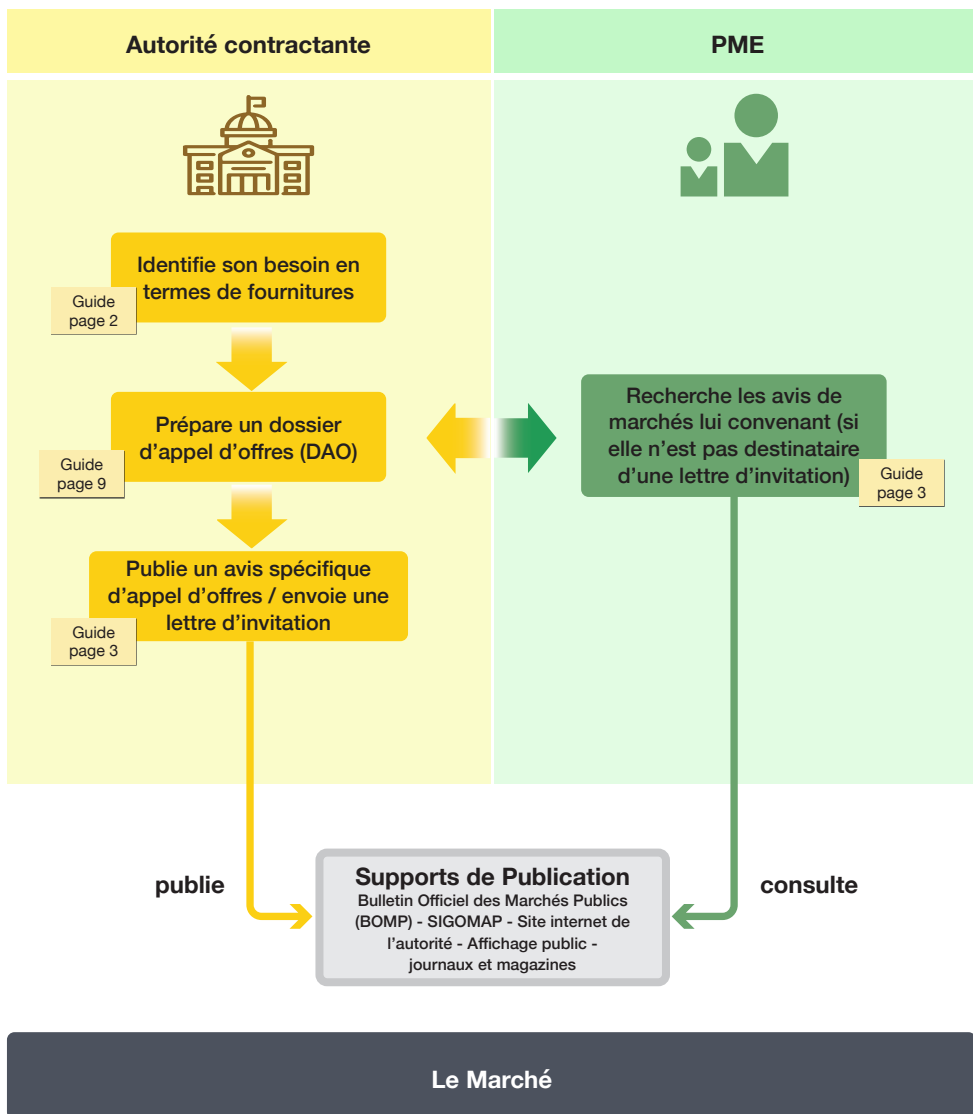 Autorité contractante
PME
Identifie son besoin en
termes de fournitures
Guide
page 2
Prépare un dossier
d'appel d'offres (DAO)
Guide
page 9
Recherche les avis de
marchés lui convenant (si
elle n'est pas destinataire
d'une lettre d'invitation)
Guide
page 3
Publie un avis spécifique
d'appel d'offres / envoie une
lettre d'invitation
Guide
page 3
publie
Supports de Publication
Bulletin Officiel des Marchés Publics
(BOMP) - SIGOMAP - Site internet de
l'autorité - Affichage public -
journaux et magazines
consulte
Le Marché